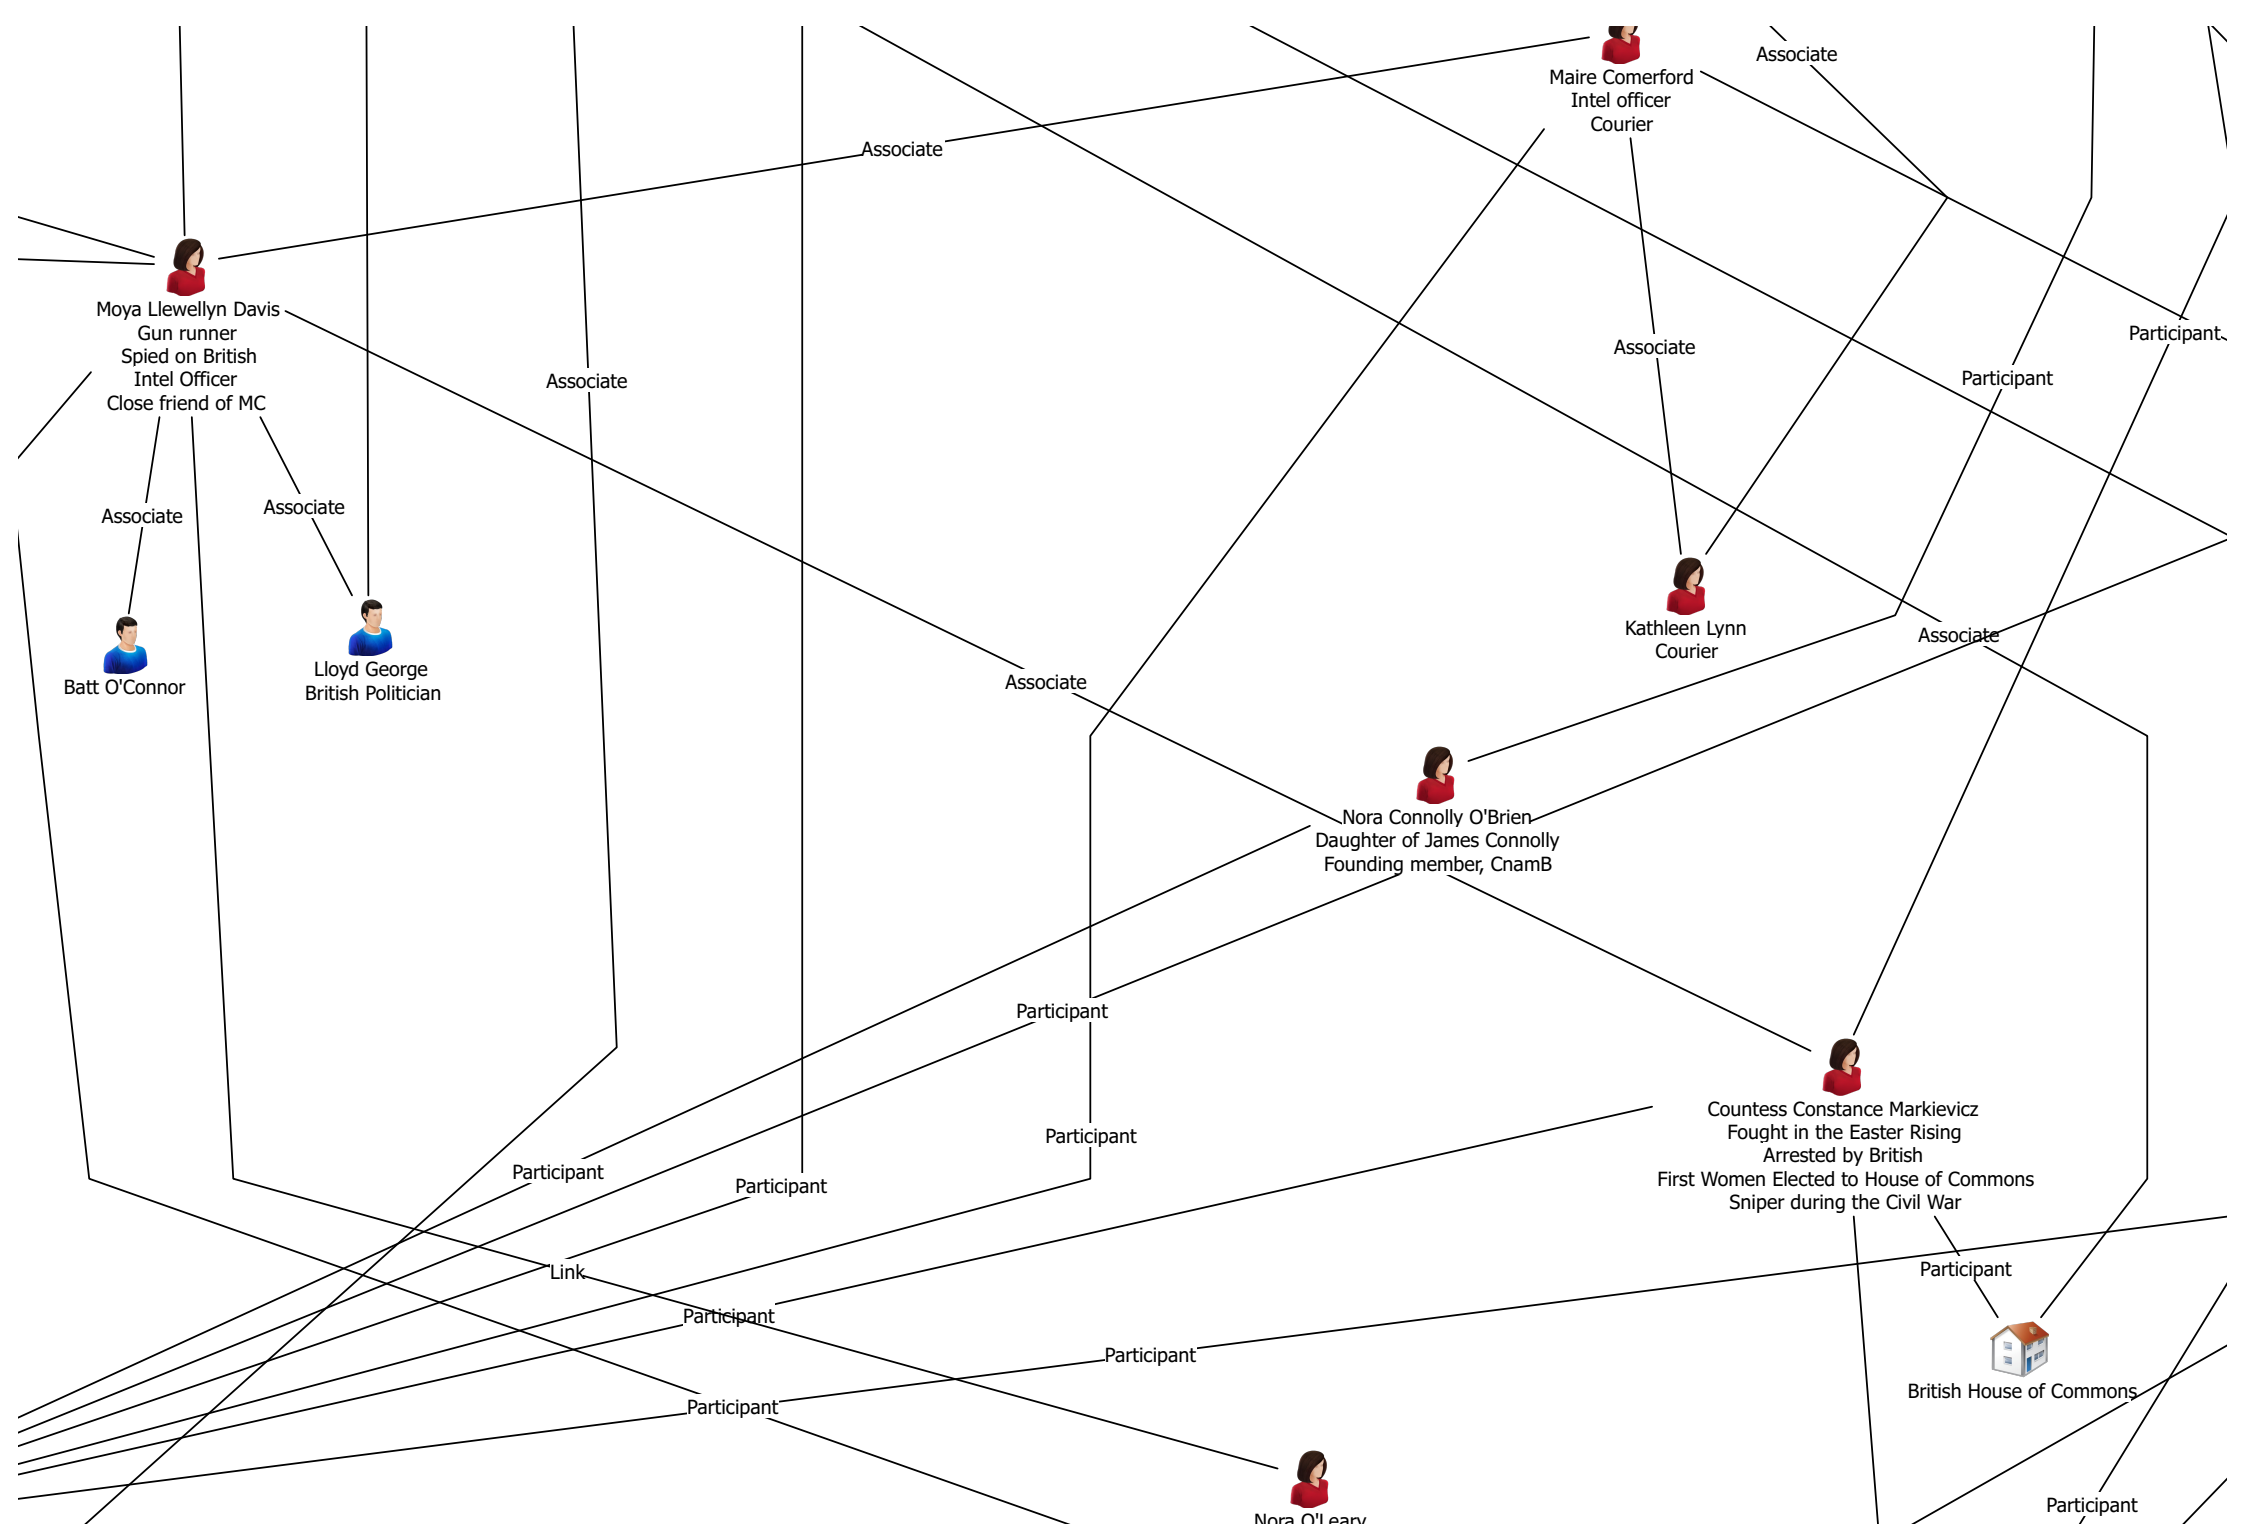 Associate
Maire Comerford
Intel officer
Courier
Associate
Moya Llewellyn Davis
Gun runner
Spied on British
Intel Officer
Close friend of MC
Participant
Associate
Participant
Associate
Associate
Associate
Kathleen Lynn
Courier
Associate
Batt O'Connor
Lloyd George
British Politician
Associate
Nora Connolly O'Brien
Daughter of James Connolly
Founding member, CnamB
Participant
Participant
Countess Constance Markievicz
Fought in the Easter Rising
Arrested by British
First Women Elected to House of Commons
Sniper during the Civil War
Participant
Participant
Link
Participant
Participant
Participant
British House of Commons
Participant
Participant
Nora O'Leary